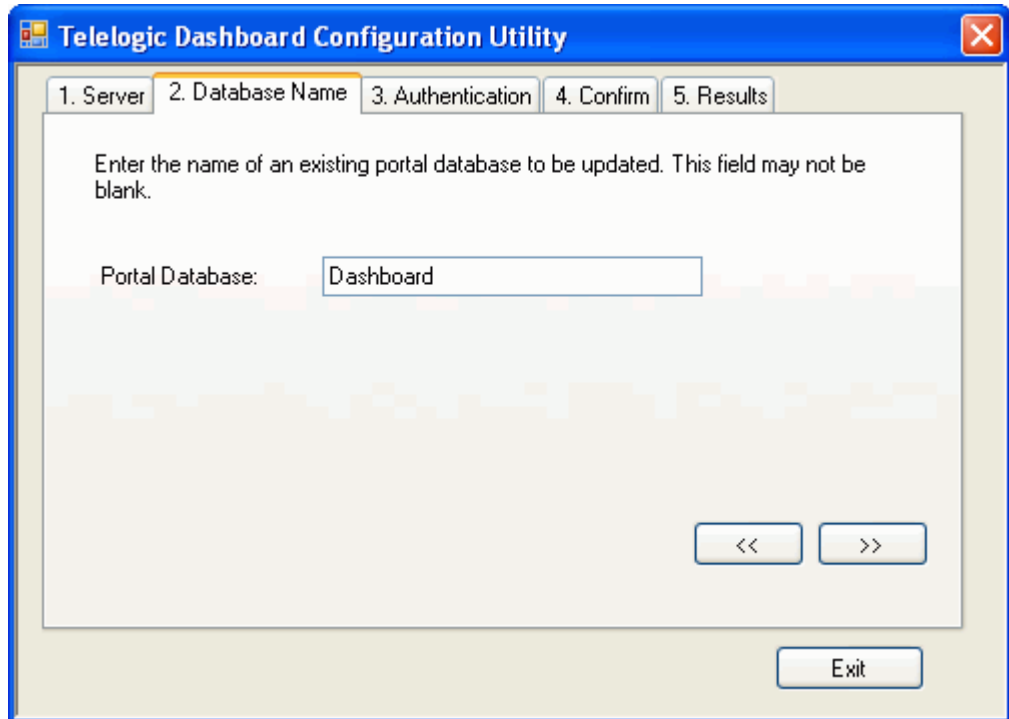 Telelogic Dashboard Configuration Utility
1. Server 2. Database Name 3. Authentication 4. Confirm 5. Results
Enter the name of an existing portal database to be updated. This field may not be
blank.
Portal Database: Dashboard
<< >>
Exit